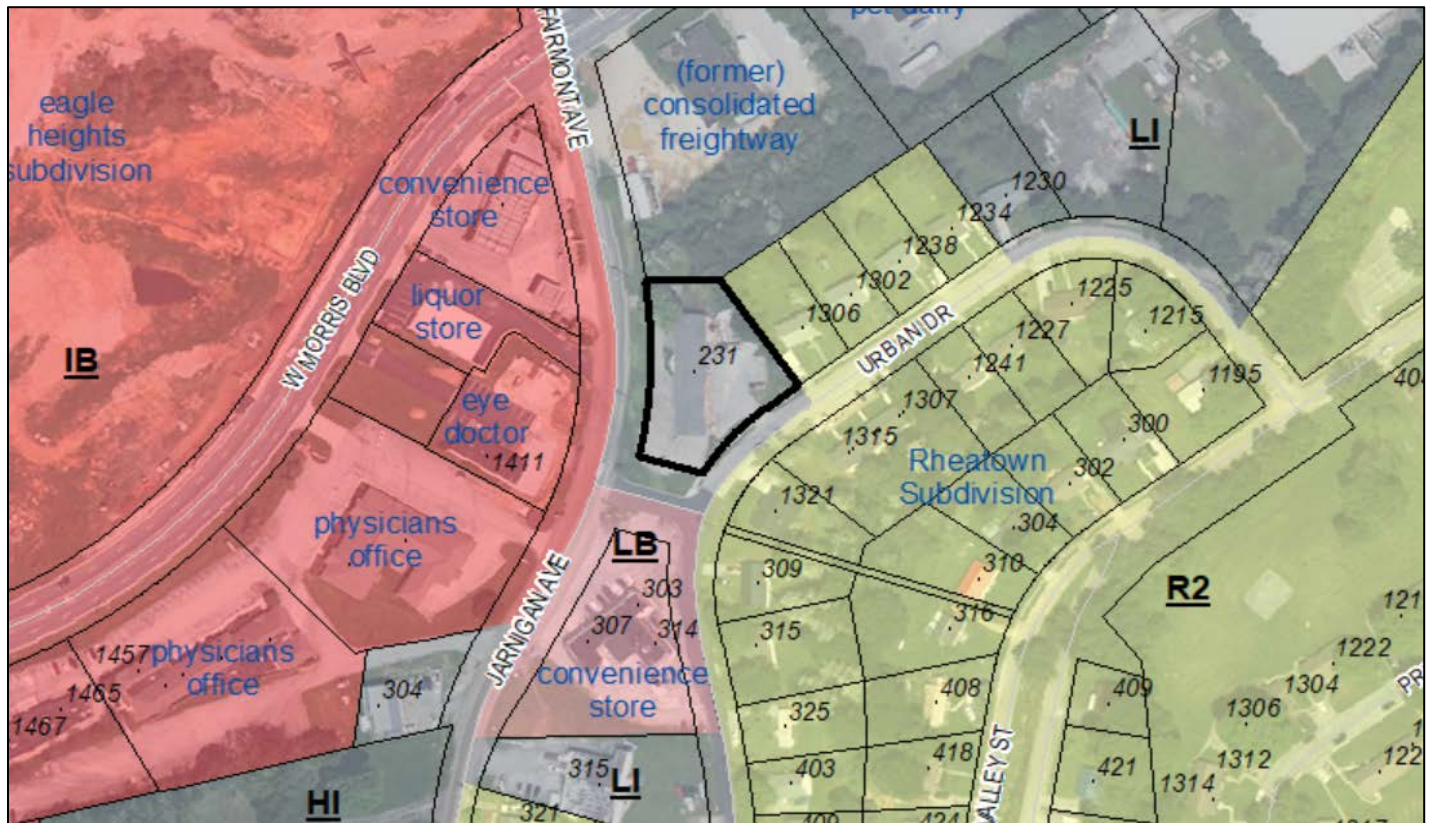 pet dairy
FAIRMONT AVE
(former)
consolidated
freightway
eagle
heights
subdivision
LI
convenience
store
1230
1234
1238
1302
1306
liquor
store
W MORRIS BLVD
231
URBAN DR
1225
1215
1227
1241
1307
1315
1195
IB
eye
doctor
1411
300
302
Rheatown
Subdivision
1321
304
physicians
office
LB
303
307
314
309
310
316
315
R2
JARNIGAN AVE
convenience
store
physicians
office
1457
1465
1467
304
408
409
325
1222
1304
1306
1312
1314
315
LI
403
418
421
VALLEY ST
HI
321
409
424